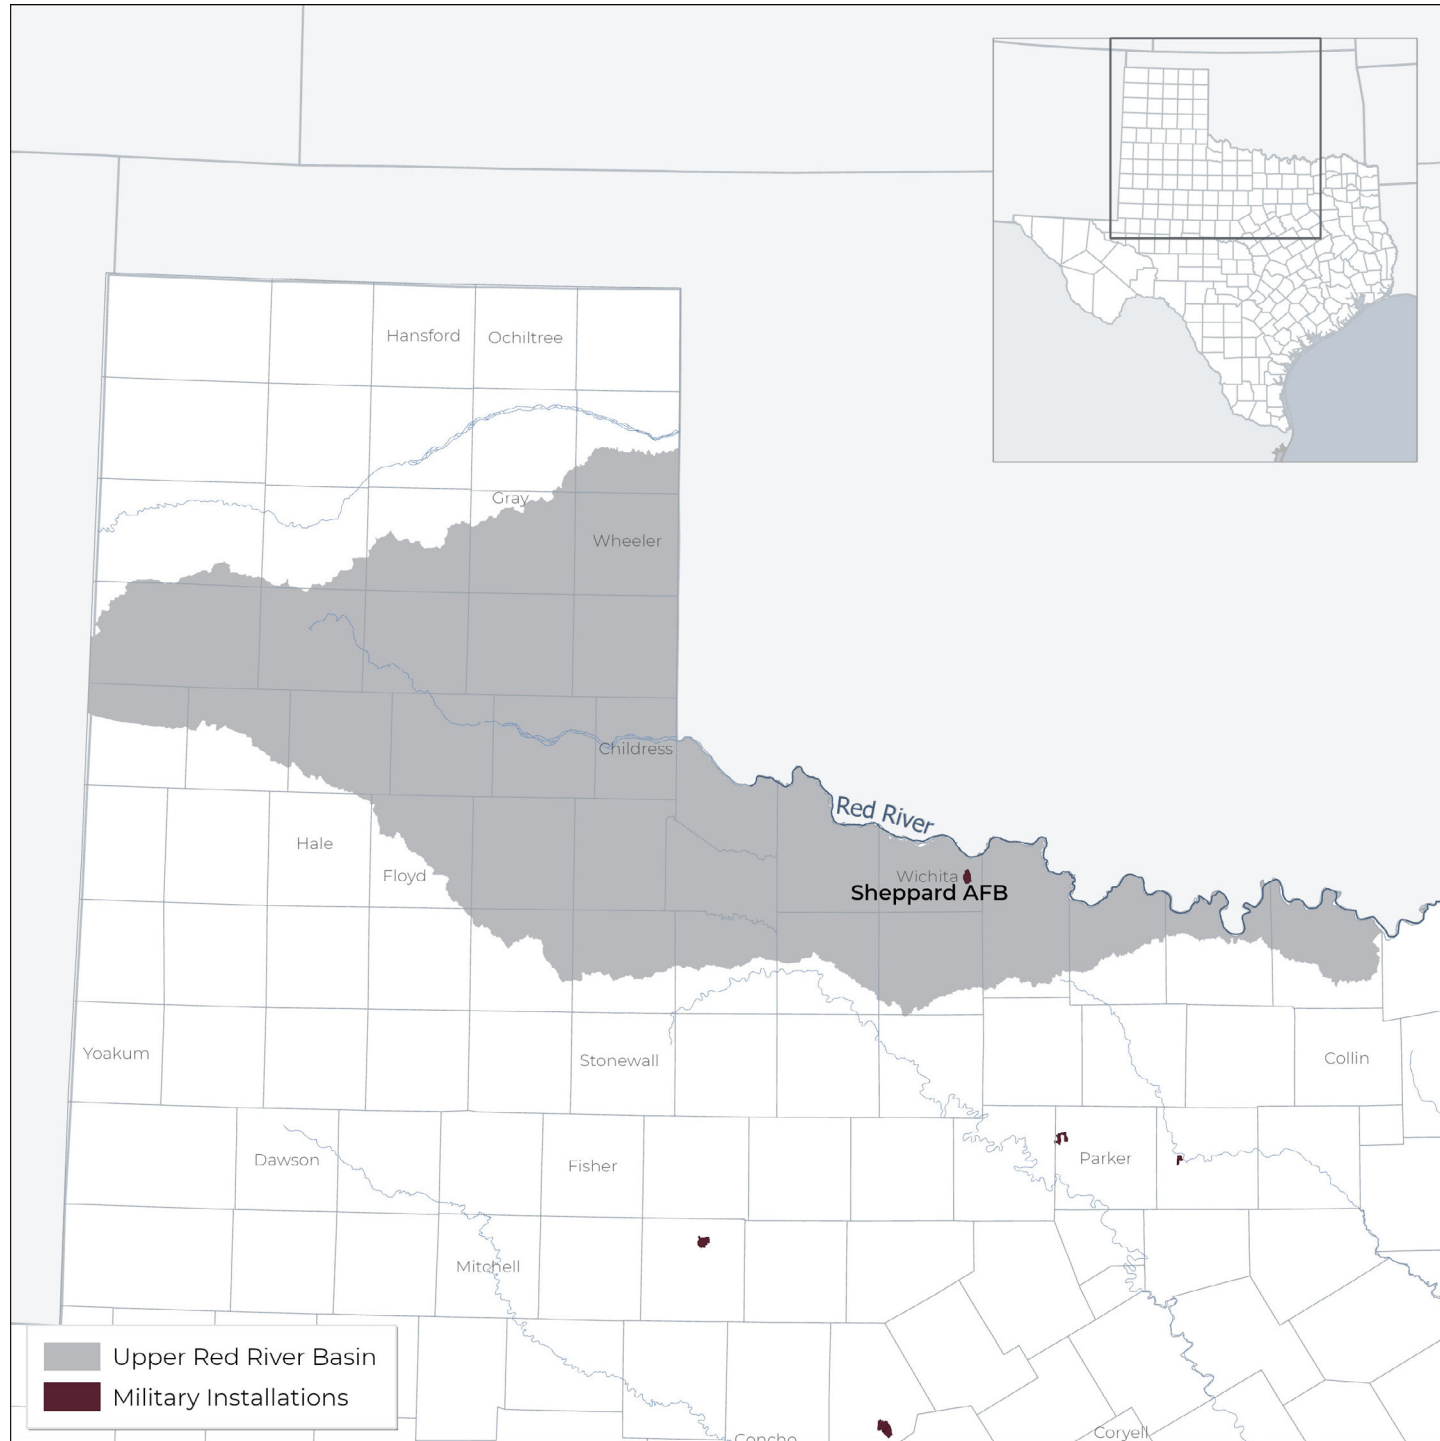 Hansford
Ochiltree
Gray
Wheeler
Childress
Red River
Hale
Floyd
Wichita
Sheppard AFB
Yoakum
Stonewall
Collin
Dawson
Fisher
Parker
Mitchell
Upper Red River Basin
Military Installations
Concho
Coryell